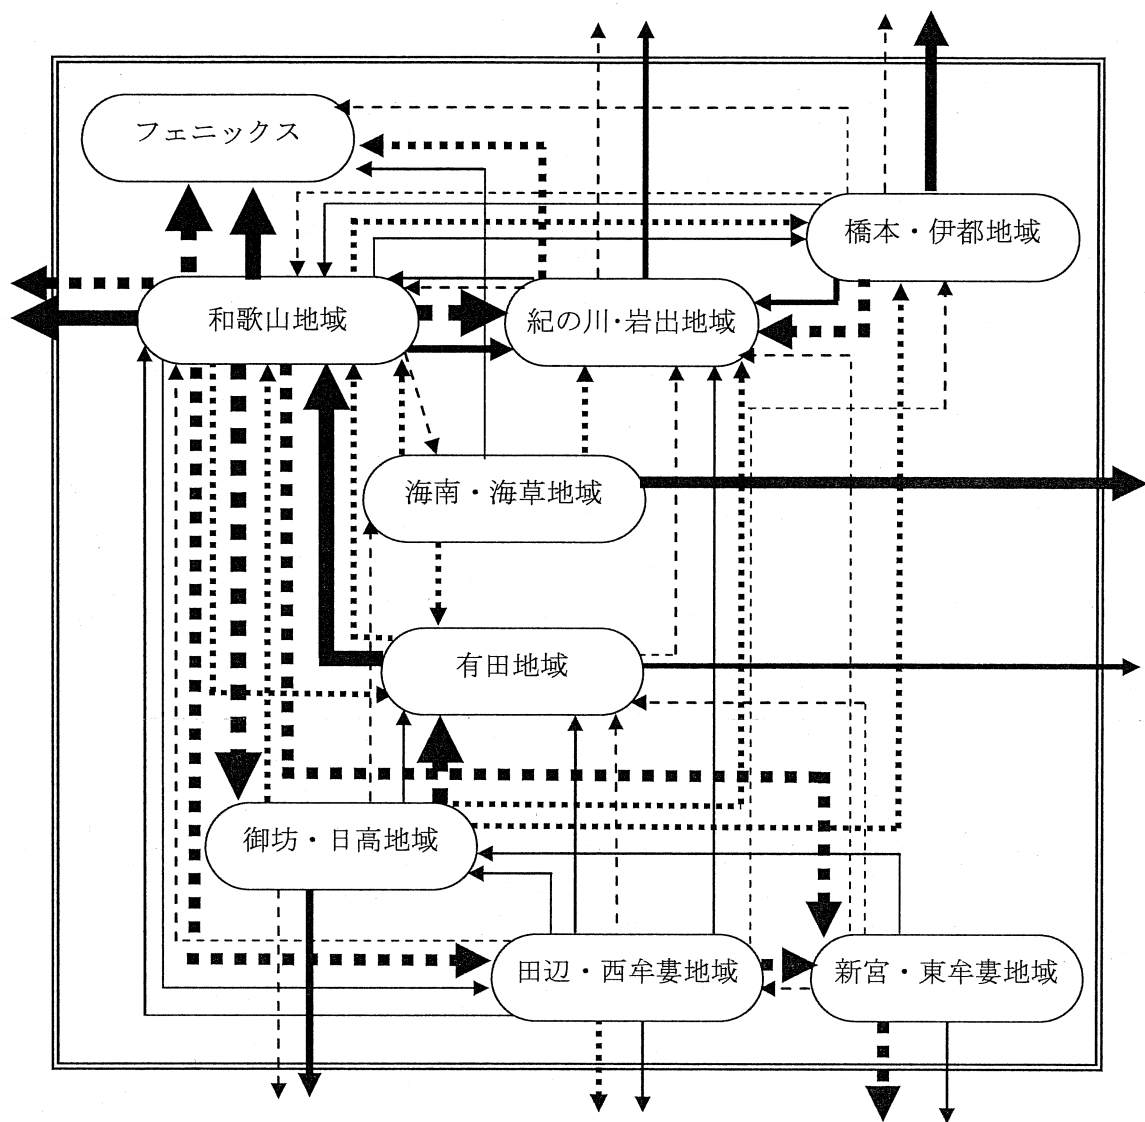 フェニックス
橋本・伊都地域
和歌山地域
紀の川・岩出地域
海南・海草地域
有田地域
御坊・日高地域
田辺・西牟婁地域
新宮・東牟婁地域